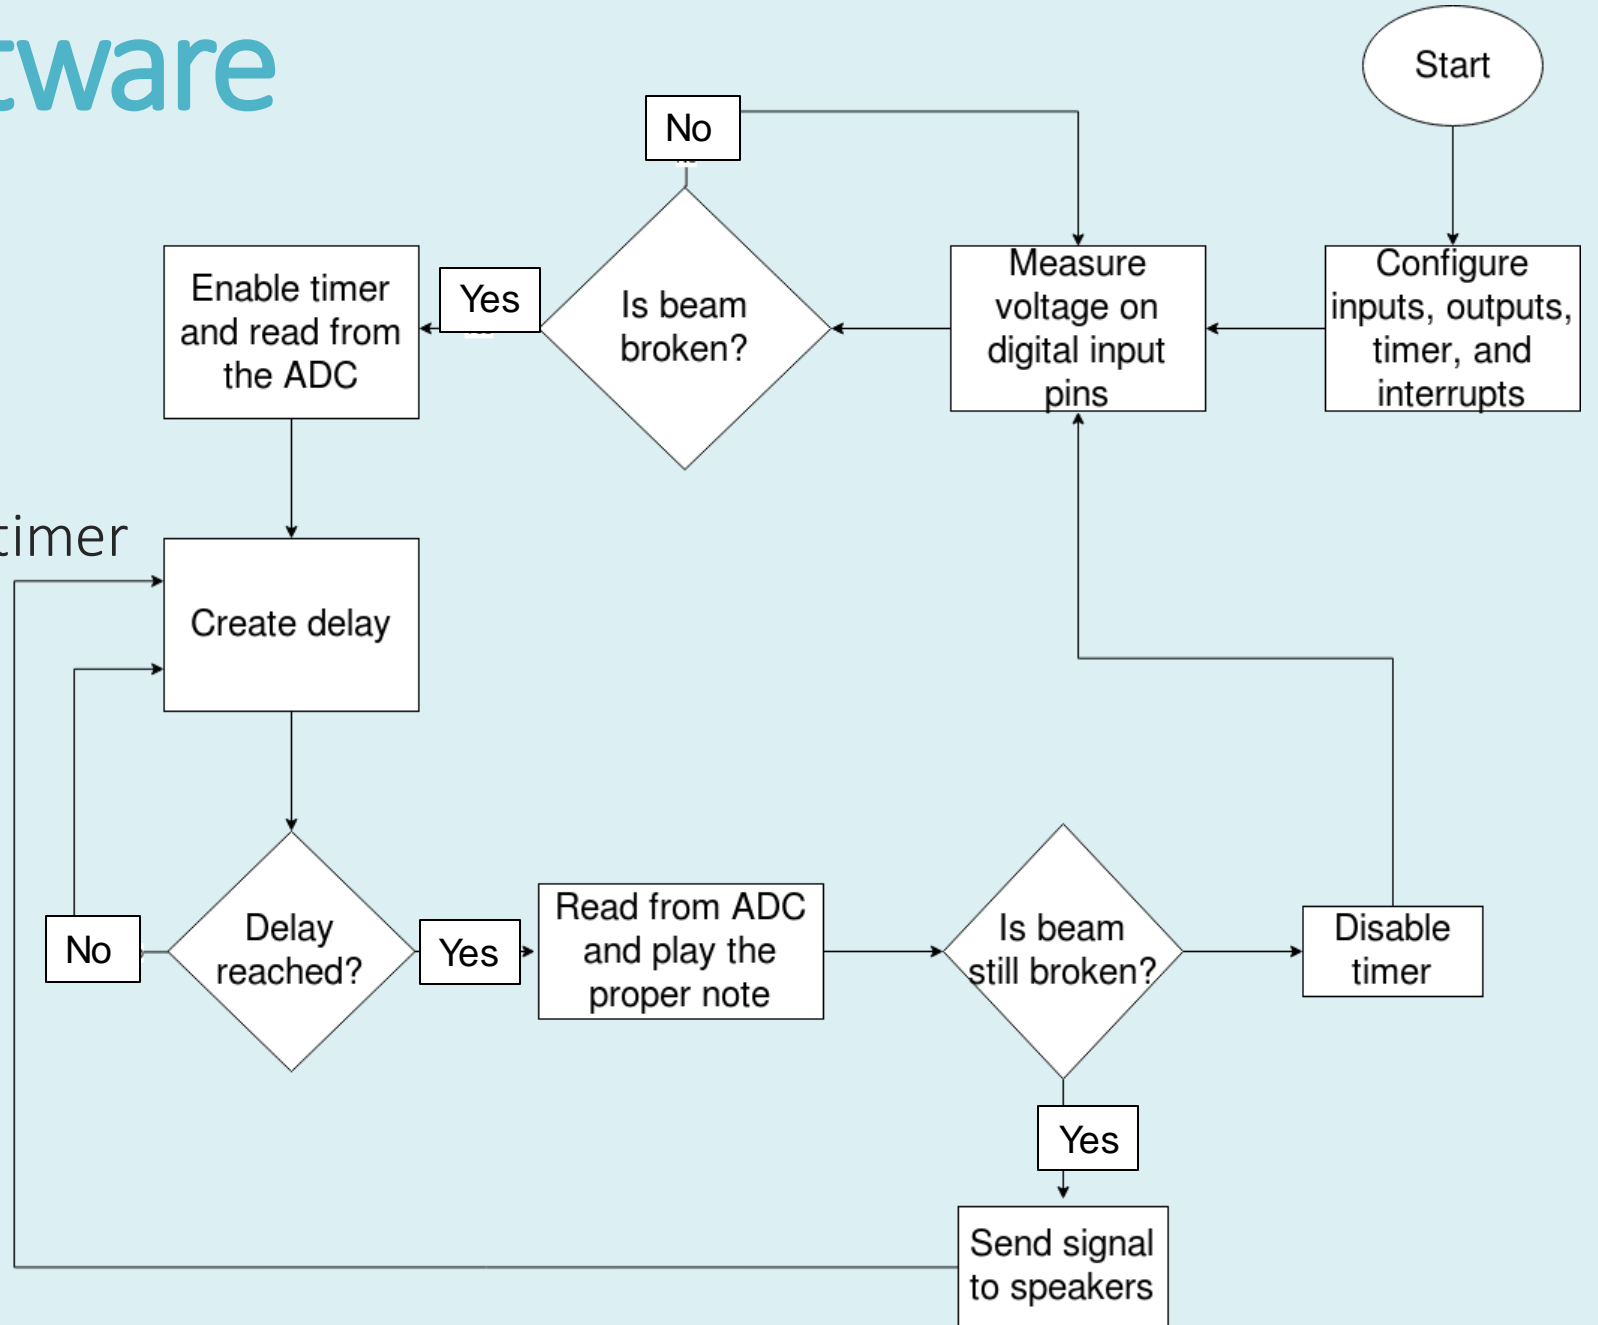 tware
Start
No
Measure
voltage on
digital input
pins
Configure
inputs, outputs,
timer, and
interrupts
Is beam
broken?
Yes
Enable timer
and read from
the ADC
timer
Create delay
Delay
reached?
No
Yes
Read from ADC
and play the
proper note
Is beam
still broken?
Disable
timer
Yes
Send signal
to speakers